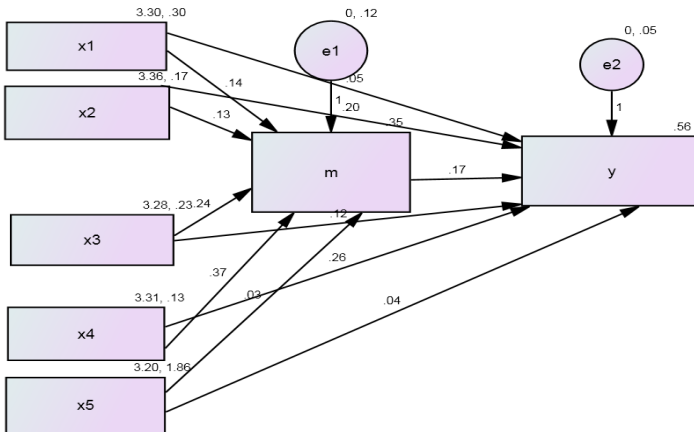 3.30, .30
0, .12
x1
e1
0, .05
e2
3.36, .17
.05
.14
1
.20
1
x2
.13
.35
.56
m
.17
y
3.28, .23
.24
.12
x3
.26
.37
3.31, .13
.03
.04
x4
3.20, 1.86
x5